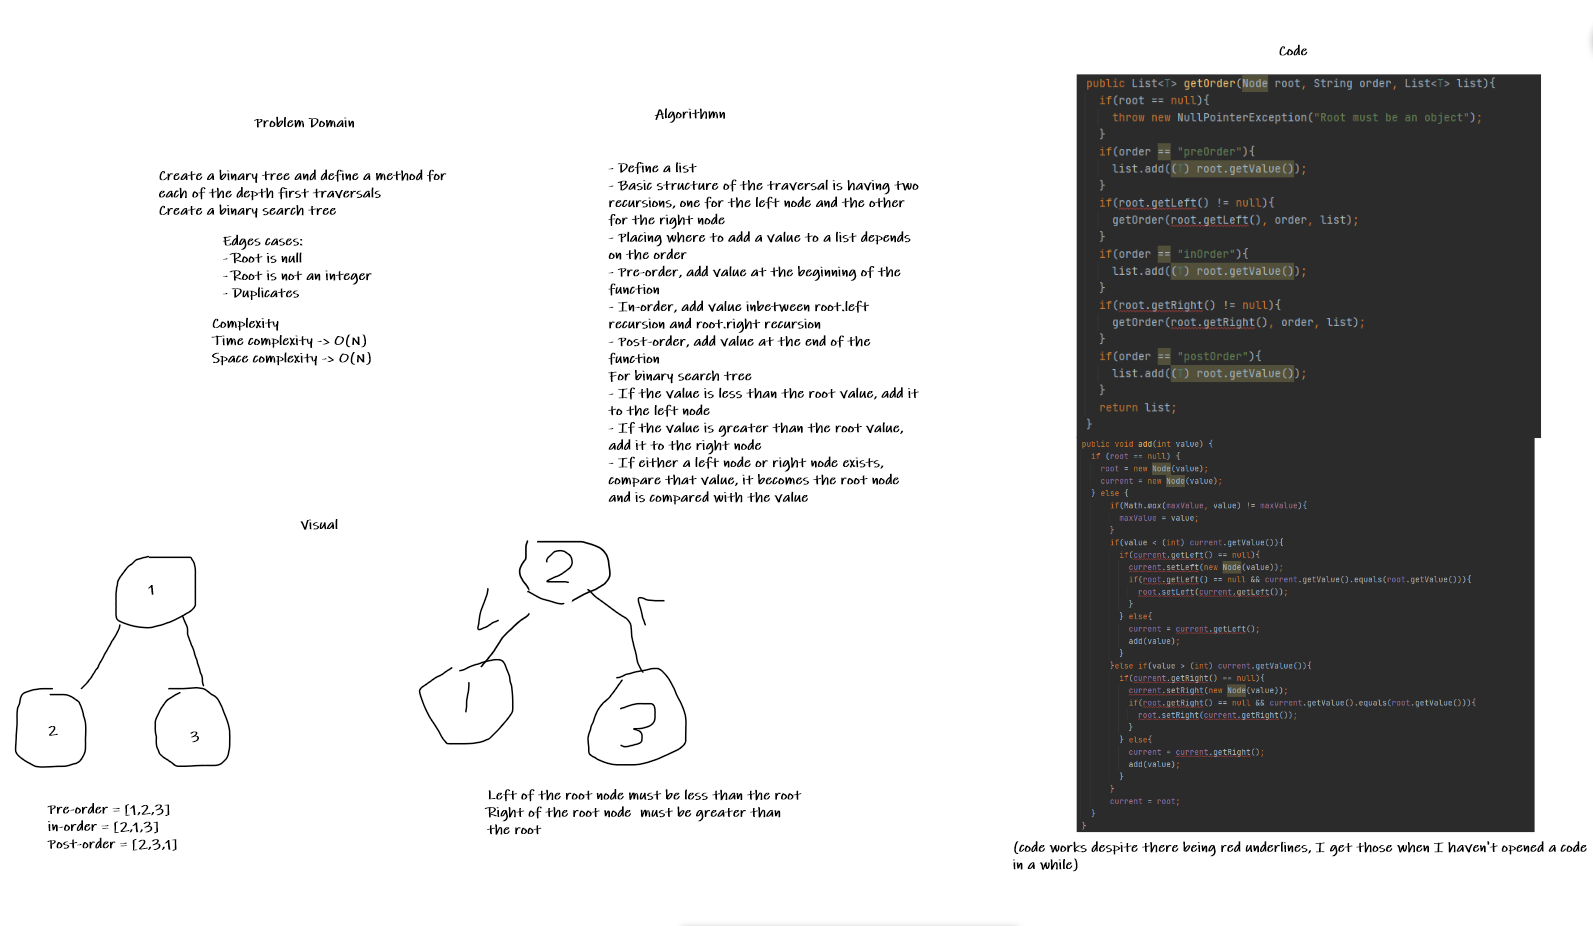 Problem Domain
Create a binary tree and define a method for
each of the depth first traversals
Create a binary search tree
Edges cases:
- Root is null
- Root is not an integer
- Duplicates
Complexity
Time complexity -> O(N)
Space complexity -> O(N)
Algorithmn
- Define a list
- Basic structure of the traversal is having two
recursions, one for the left node and the other
for the right node
- Placing where to add a value to a list depends
on the order
- Pre-order, add value at the beginning of the
function
- In-order, add value inbetween root.left
recursion and root.right recursion
- Post-order, add value at the end of the
function
For binary search tree
- If the value is less than the root value, add it
to the left node
- If the value is greater than the root value,
add it to the right node
- If either a left node or right node exists,
compare that value, it becomes the root node
and is compared with the value
Visual
1
2
3
Pre-order = [1,2,3]
in-order = [2,1,3]
Post-order = [2,3,1]
2
L
r
1
3
Left of the root node must be less than the root
Right of the root node must be greater than
the root
Code
public List<T> getOrder(Node root, String order, List<T> list){
if(root == null){
throw new NullPointerException("Root must be an object");
}
if(order == "preOrder"){
list.add((T) root.getValue());
}
if(root.getLeft() != null){
getOrder(root.getLeft(), order, list);
}
if(order == "inOrder"){
list.add((T) root.getValue());
}
if(root.getRight() != null){
getOrder(root.getRight(), order, list);
}
if(order == "postOrder"){
list.add((T) root.getValue());
}
return list;
}
public void add(int value) {
if (root == null) {
root = new Node(value);
current = new Node(value);
} else {
if(Math.max(maxValue, value) != maxValue){
maxValue = value;
}
if(value < (int) current.getValue()){
if(current.getLeft() == null){
current.setLeft(new Node(value));
if(root.getLeft() == null && current.getValue().equals(root.getValue())){
root.setLeft(current.getLeft());
}
} else{
current = current.getLeft();
add(value);
}
}else if(value > (int) current.getValue()){
if(current.getRight() == null){
current.setRight(new Node(value));
if(root.getRight() == null && current.getValue().equals(root.getValue())){
root.setRight(current.getRight());
}
} else{
current = current.getRight();
add(value);
}
}
current = root;
}
}
(code works despite there being red underlines, I get those when I haven't opened a code
in a while)